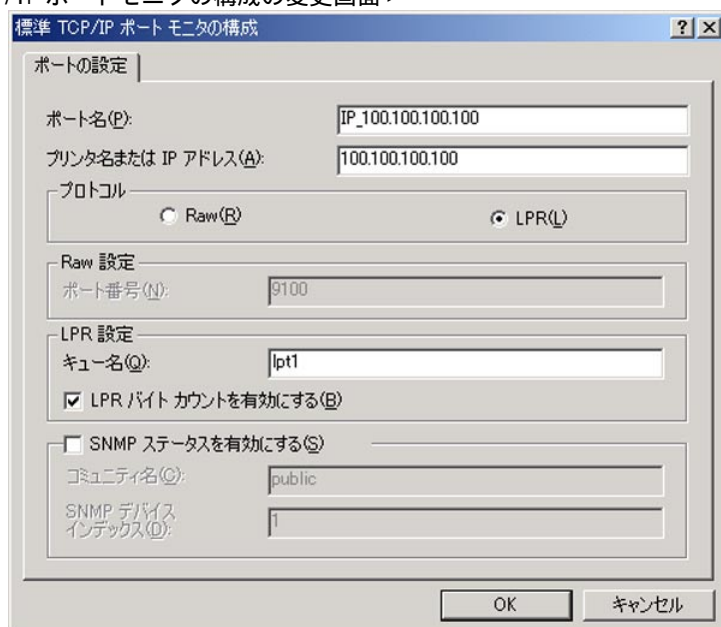 /IP ポートモニタの構成の変更画面>
標準 TCP/IP ポート モニタの構成
ポートの設定
ポート名(P): IP_100.100.100.100
プリンタ名または IP アドレス(A): 100.100.100.100
プロトコル
Raw(R) LPR(L)
Raw 設定
ポート番号(N): 9100
LPR 設定
キュー名(Q): lpt1
LPR バイト カウントを有効にする(B)
SNMP ステータスを有効にする(S)
コミュニティ名(C): public
SNMP デバイス
インデックス(D): 1
OK キャンセル